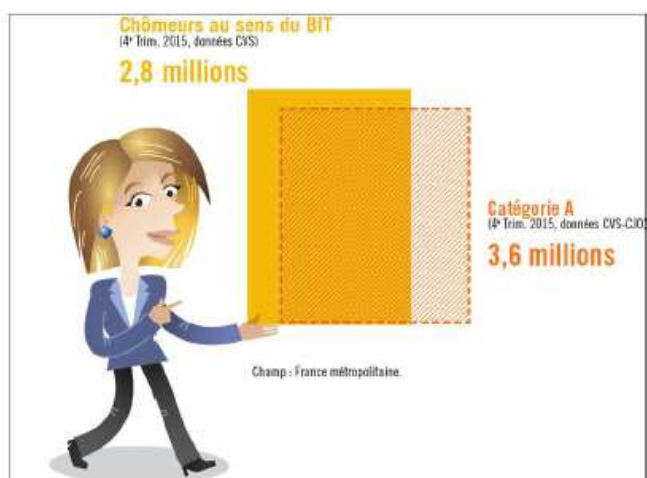 Chômeurs au sens du BIT
(4e Trim. 2015, données CVS)
2,8 millions
Catégorie A
(4e Trim. 2015, données CVS-CJO)
3,6 millions
Champ : France métropolitaine.